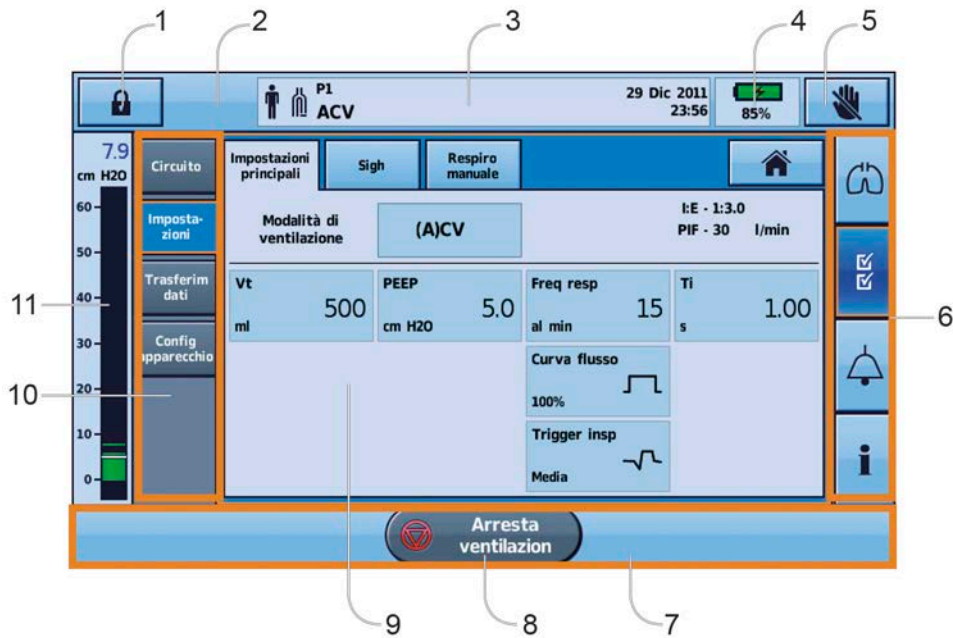 1
2
3
4
5
P1
ACV
29 Dic 2011
23:56
85%
7.9
cm H2O
60
50
40
30
20
10
0
11
Circuito
Imposta-
zioni
Trasferim
dati
Config
apparecchio
10
Impostazioni
principali
Sigh
Respiro
manuale
Modalità di
ventilazione
(A)CV
I:E - 1:3.0
PIF - 30 l/min
Vt
500
ml
PEEP
5.0
cm H2O
Freq resp
15
al min
Ti
1.00
s
Curva flusso
100%
Trigger insp
Media
i
6
Arresta
ventilazion
9
8
7